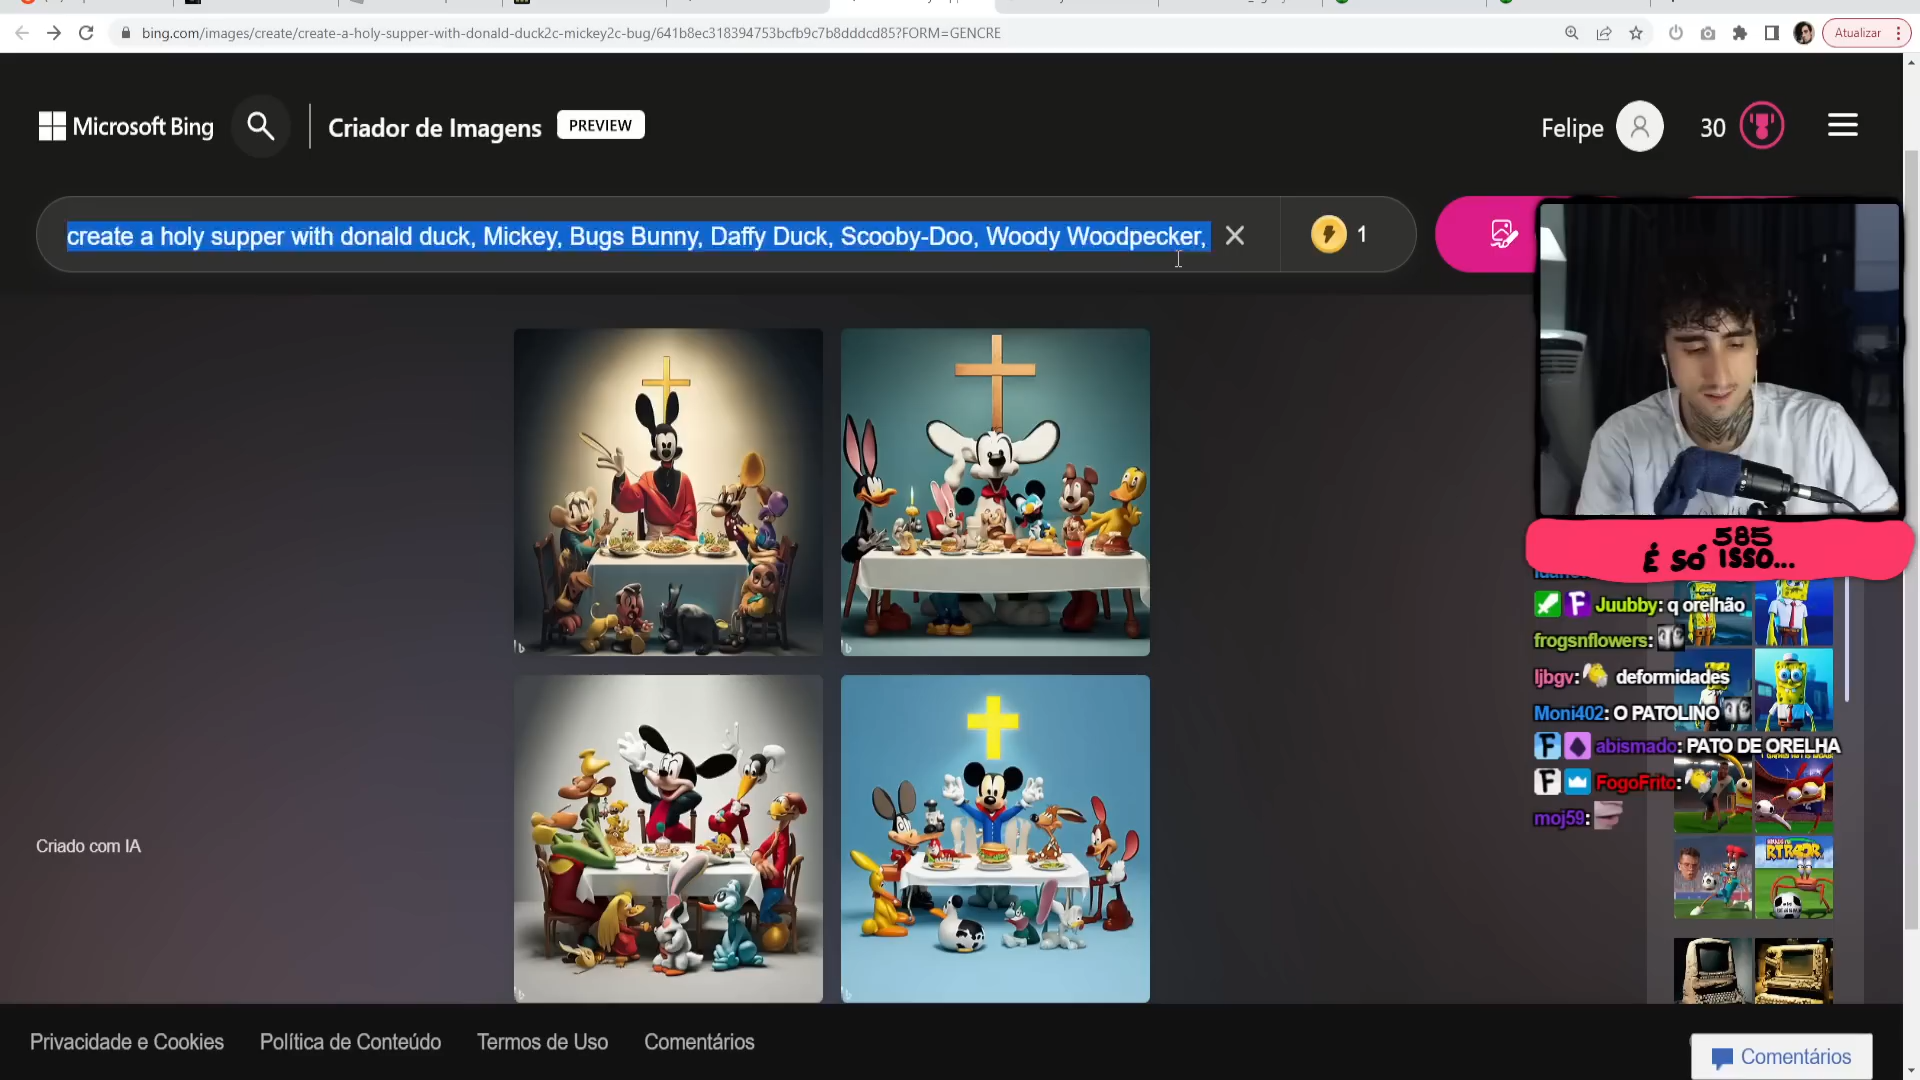 bing.com/images/create/create-a-holy-supper-with-donald-duck2c-mickey2c-bug/641b8ec318394753bcfb9c7b8dddcd85?FORM=GENCRE
Atualizar
Microsoft Bing
Criador de Imagens
PREVIEW
Felipe
30
create a holy supper with donald duck, Mickey, Bugs Bunny, Daffy Duck, Scooby-Doo, Woody Woodpecker,
1
585
É SÓ ISSO...
Juubby: q orelhão
frogsnflowers:
ljbgv: deformidades
Moni402: O PATOLINO
abismado: PATO DE ORELHA
FogoFrito:
moj59:
Criado com IA
Privacidade e Cookies
Política de Conteúdo
Termos de Uso
Comentários
Comentários